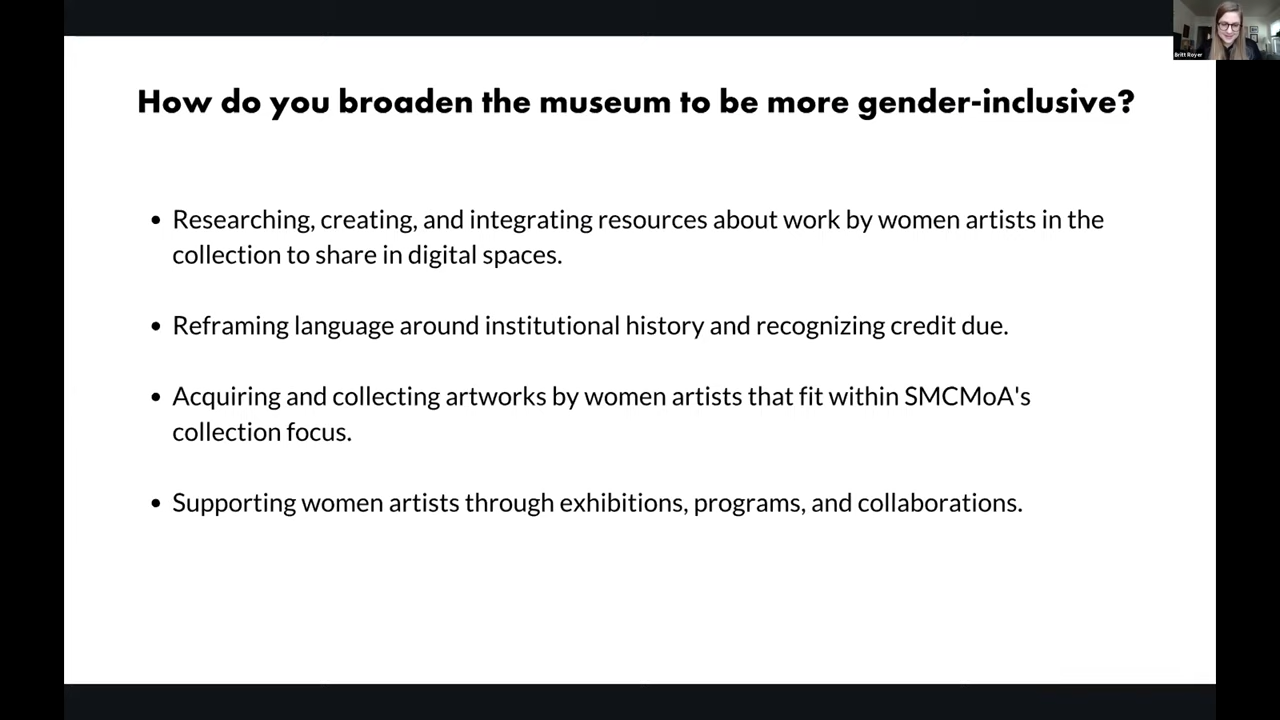 Britt Royer
How do you broaden the museum to be more gender-inclusive?
• Researching, creating, and integrating resources about work by women artists in the
collection to share in digital spaces.
• Reframing language around institutional history and recognizing credit due.
• Acquiring and collecting artworks by women artists that fit within SMCMoA's
collection focus.
• Supporting women artists through exhibitions, programs, and collaborations.